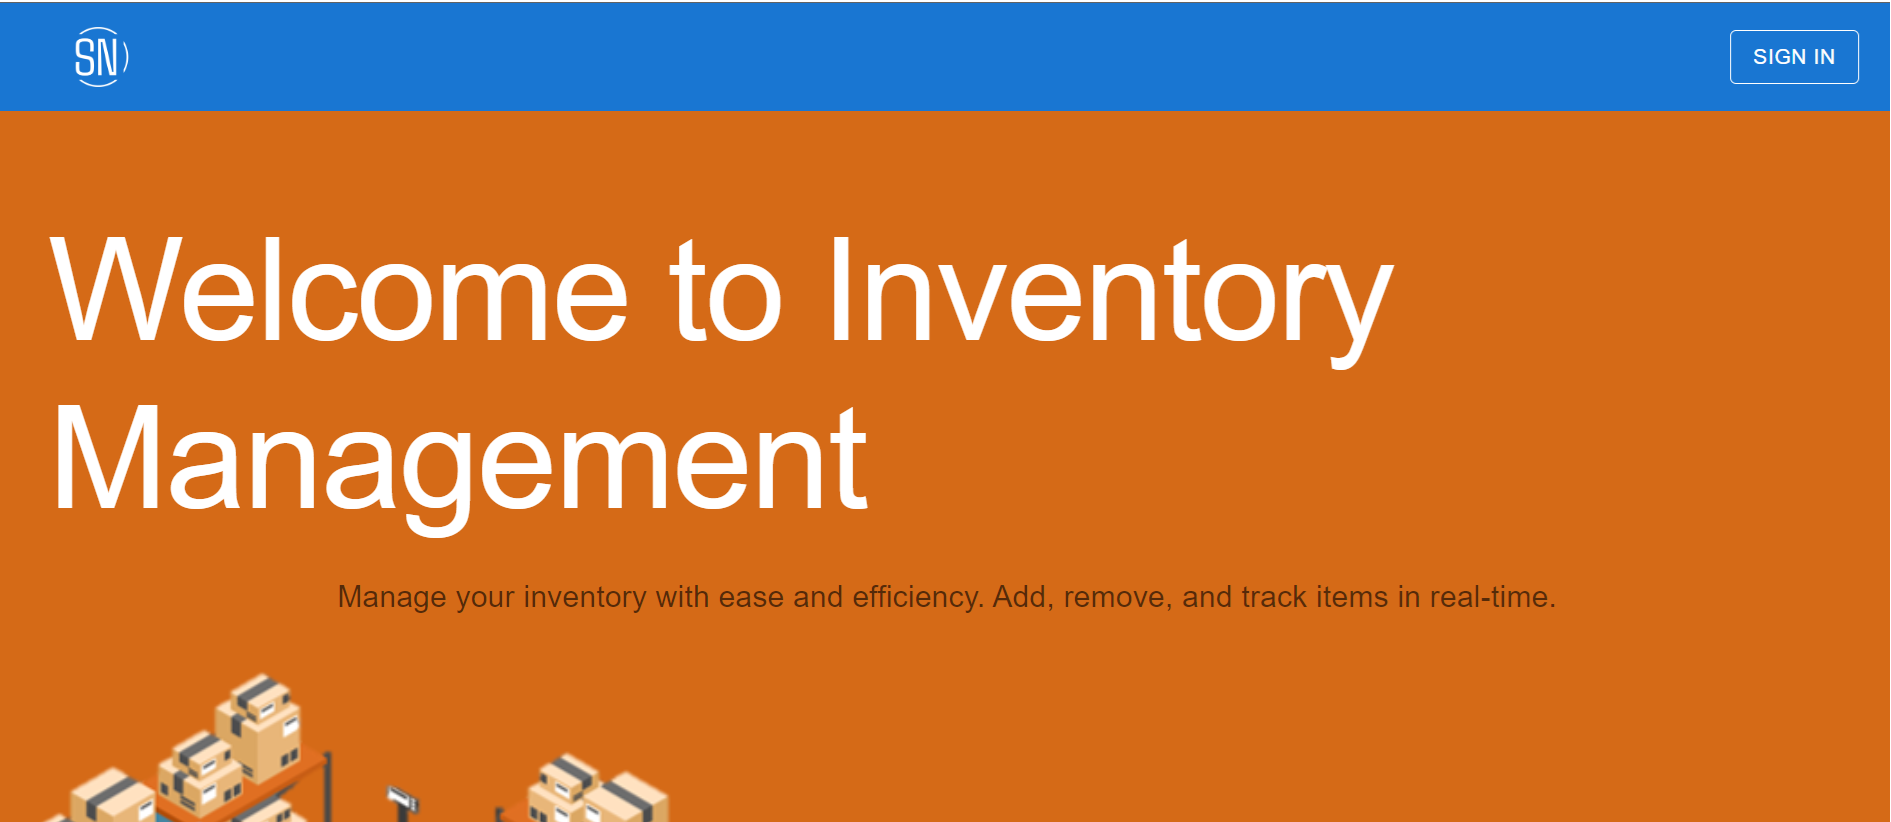 SN
SIGN IN
Welcome to Inventory
Management
Manage your inventory with ease and efficiency. Add, remove, and track items in real-time.